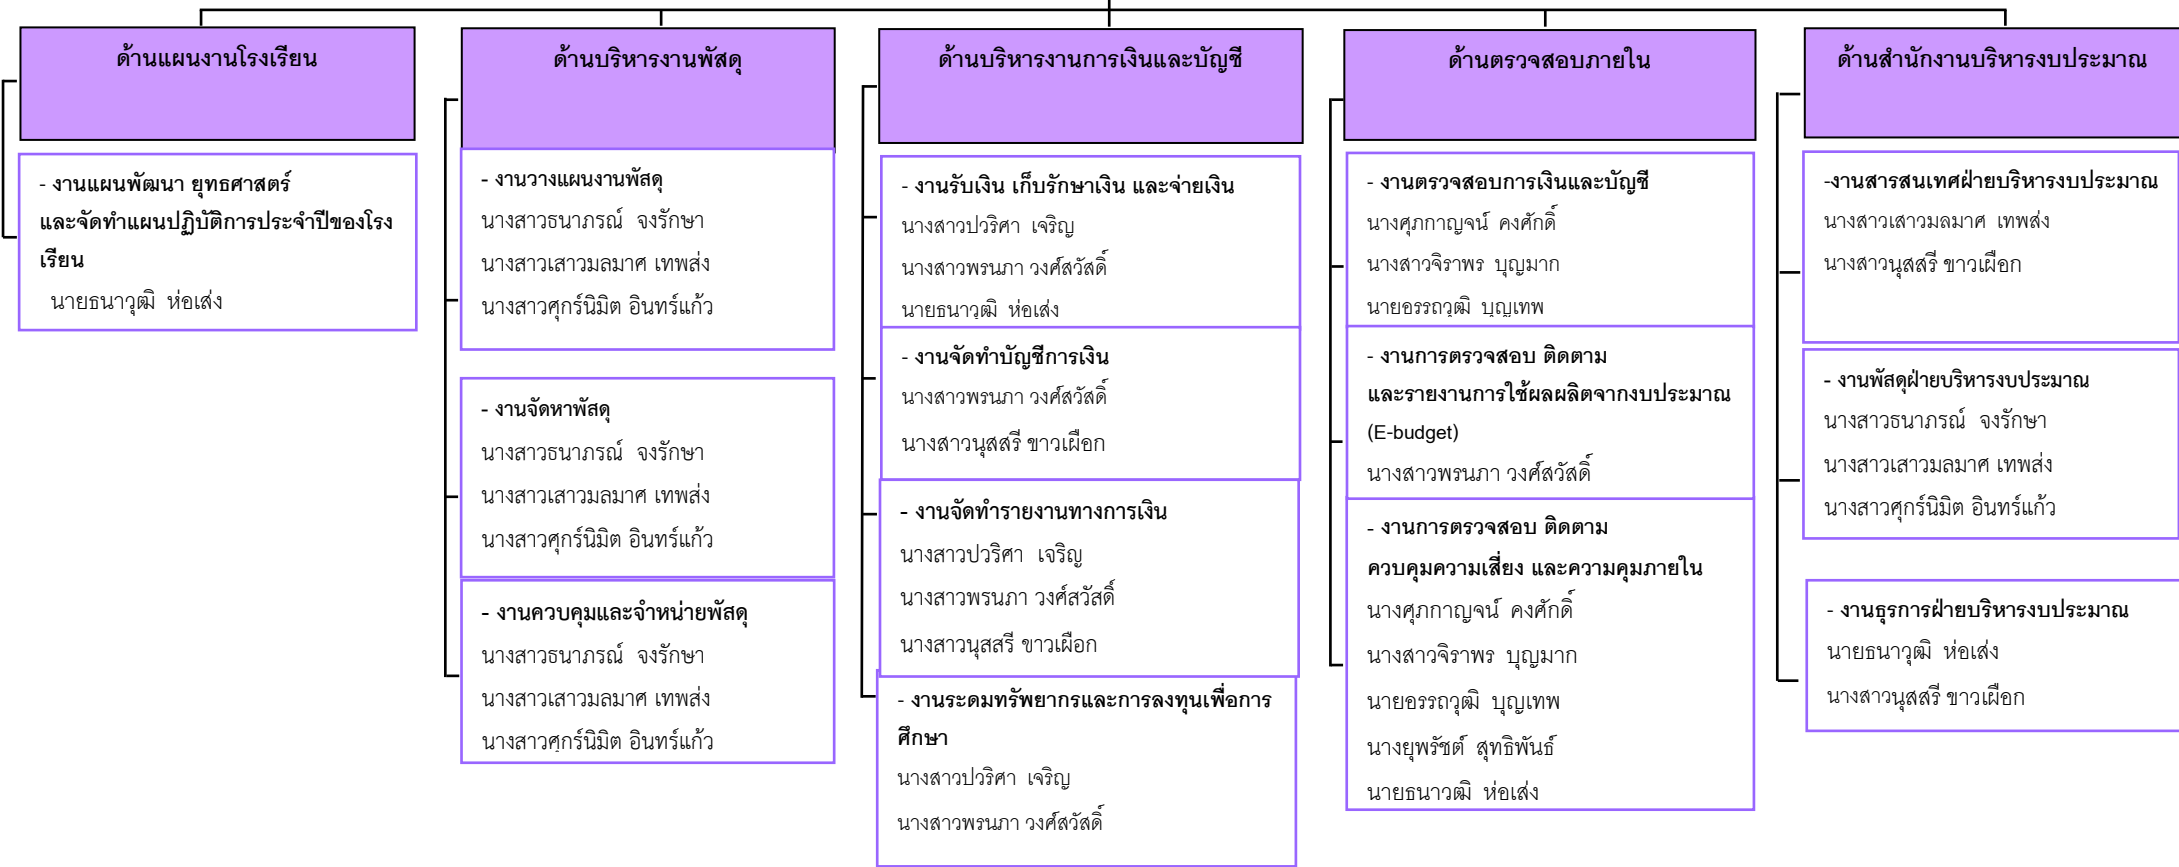 ด้านแผนงานโรงเรียน
- งานแผนพัฒนา ยุทธศาสตร์
และจัดทำแผนปฏิบัติการประจำปีของโรง
เรียน
นายธนาวุฒิ ห่อเส่ง
ด้านบริหารงานพัสดุ
- งานวางแผนงานพัสดุ
นางสาวธนาภรณ์ จงรักษา
นางสาวเสาวมลมาศ เทพส่ง
นางสาวศุกร์นิมิต อินทร์แก้ว
- งานจัดหาพัสดุ
นางสาวธนาภรณ์ จงรักษา
นางสาวเสาวมลมาศ เทพส่ง
นางสาวศุกร์นิมิต อินทร์แก้ว
- งานควบคุมและจำหน่ายพัสดุ
นางสาวธนาภรณ์ จงรักษา
นางสาวเสาวมลมาศ เทพส่ง
นางสาวศุกร์นิมิต อินทร์แก้ว
ด้านบริหารงานการเงินและบัญชี
- งานรับเงิน เก็บรักษาเงิน และจ่ายเงิน
นางสาวปวริศา เจริญ
นางสาวพรนภา วงศ์สวัสดิ์
นายธนาวุฒิ ห่อเส่ง
- งานจัดทำบัญชีการเงิน
นางสาวพรนภา วงศ์สวัสดิ์
นางสาวนุสสรี ขาวเผือก
- งานจัดทำรายงานทางการเงิน
นางสาวปวริศา เจริญ
นางสาวพรนภา วงศ์สวัสดิ์
นางสาวนุสสรี ขาวเผือก
- งานระดมทรัพยากรและการลงทุนเพื่อการ
ศึกษา
นางสาวปวริศา เจริญ
นางสาวพรนภา วงศ์สวัสดิ์
ด้านตรวจสอบภายใน
- งานตรวจสอบการเงินและบัญชี
นางศุภกาญจน์ คงศักดิ์
นางสาวจิราพร บุญมาก
นายอรรถวุฒิ บุญเทพ
- งานการตรวจสอบ ติดตาม
และรายงานการใช้ผลผลิตจากงบประมาณ
(E-budget)
นางสาวพรนภา วงศ์สวัสดิ์
- งานการตรวจสอบ ติดตาม
ควบคุมความเสี่ยง และความคุมภายใน
นางศุภกาญจน์ คงศักดิ์
นางสาวจิราพร บุญมาก
นายอรรถวุฒิ บุญเทพ
นางยุพรัชต์ สุทธิพันธ์
นายธนาวฒิ ห่อเส่ง
ด้านสำนักงานบริหารงบประมาณ
-งานสารสนเทศฝ่ายบริหารงบประมาณ
นางสาวเสาวมลมาศ เทพส่ง
นางสาวนุสสรี ขาวเผือก
- งานพัสดุฝ่ายบริหารงบประมาณ
นางสาวธนาภรณ์ จงรักษา
นางสาวเสาวมลมาศ เทพส่ง
นางสาวศุกร์นิมิต อินทร์แก้ว
- งานธุรการฝ่ายบริหารงบประมาณ
นายธนาวุฒิ ห่อเส่ง
นางสาวนุสสรี ขาวเผือก